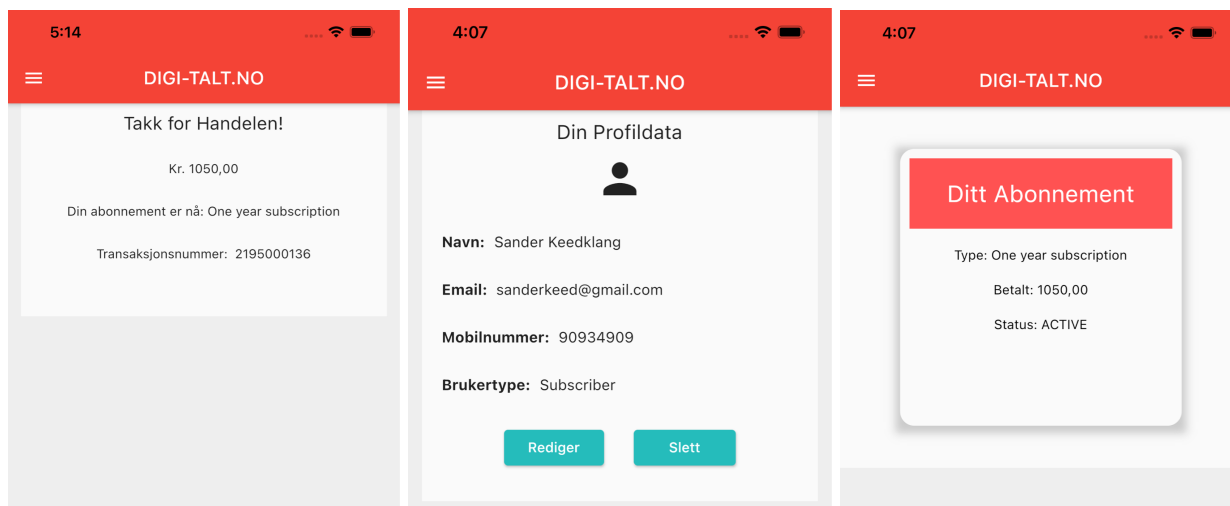 5:14
DIGI-TALT.NO
Takk for Handelen!
Kr. 1050,00
Din abonnement er nå: One year subscription
Transaksjonsnummer: 2195000136
4:07
DIGI-TALT.NO
Din Profildata
Navn: Sander Keedklang
Email: sanderkeed@gmail.com
Mobilnummer: 90934909
Brukertype: Subscriber
Rediger
Slett
4:07
DIGI-TALT.NO
Ditt Abonnement
Type: One year subscription
Betalt: 1050,00
Status: ACTIVE